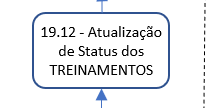 19.12 - Atualização
de Status dos
TREINAMENTOS